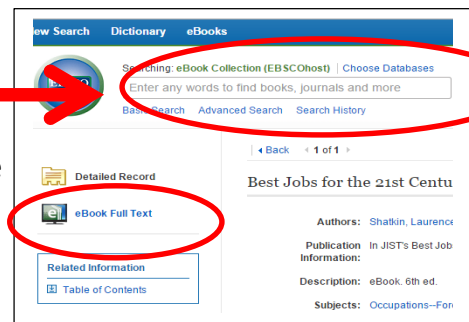 ew Search Dictionary eBooks
Searching: eBook Collection (EBSCOhost) Choose Databases
Enter any words to find books, journals and more
Basic Search Advanced Search Search History
Back 1 of 1
Detailed Record
eBook Full Text
Related Information
Table of Contents
Best Jobs for the 21st Centu
Authors: Shatkin, Laurence
Publication Information: In JIST's Best Job
Description: eBook. 6th ed.
Subjects: Occupations--For